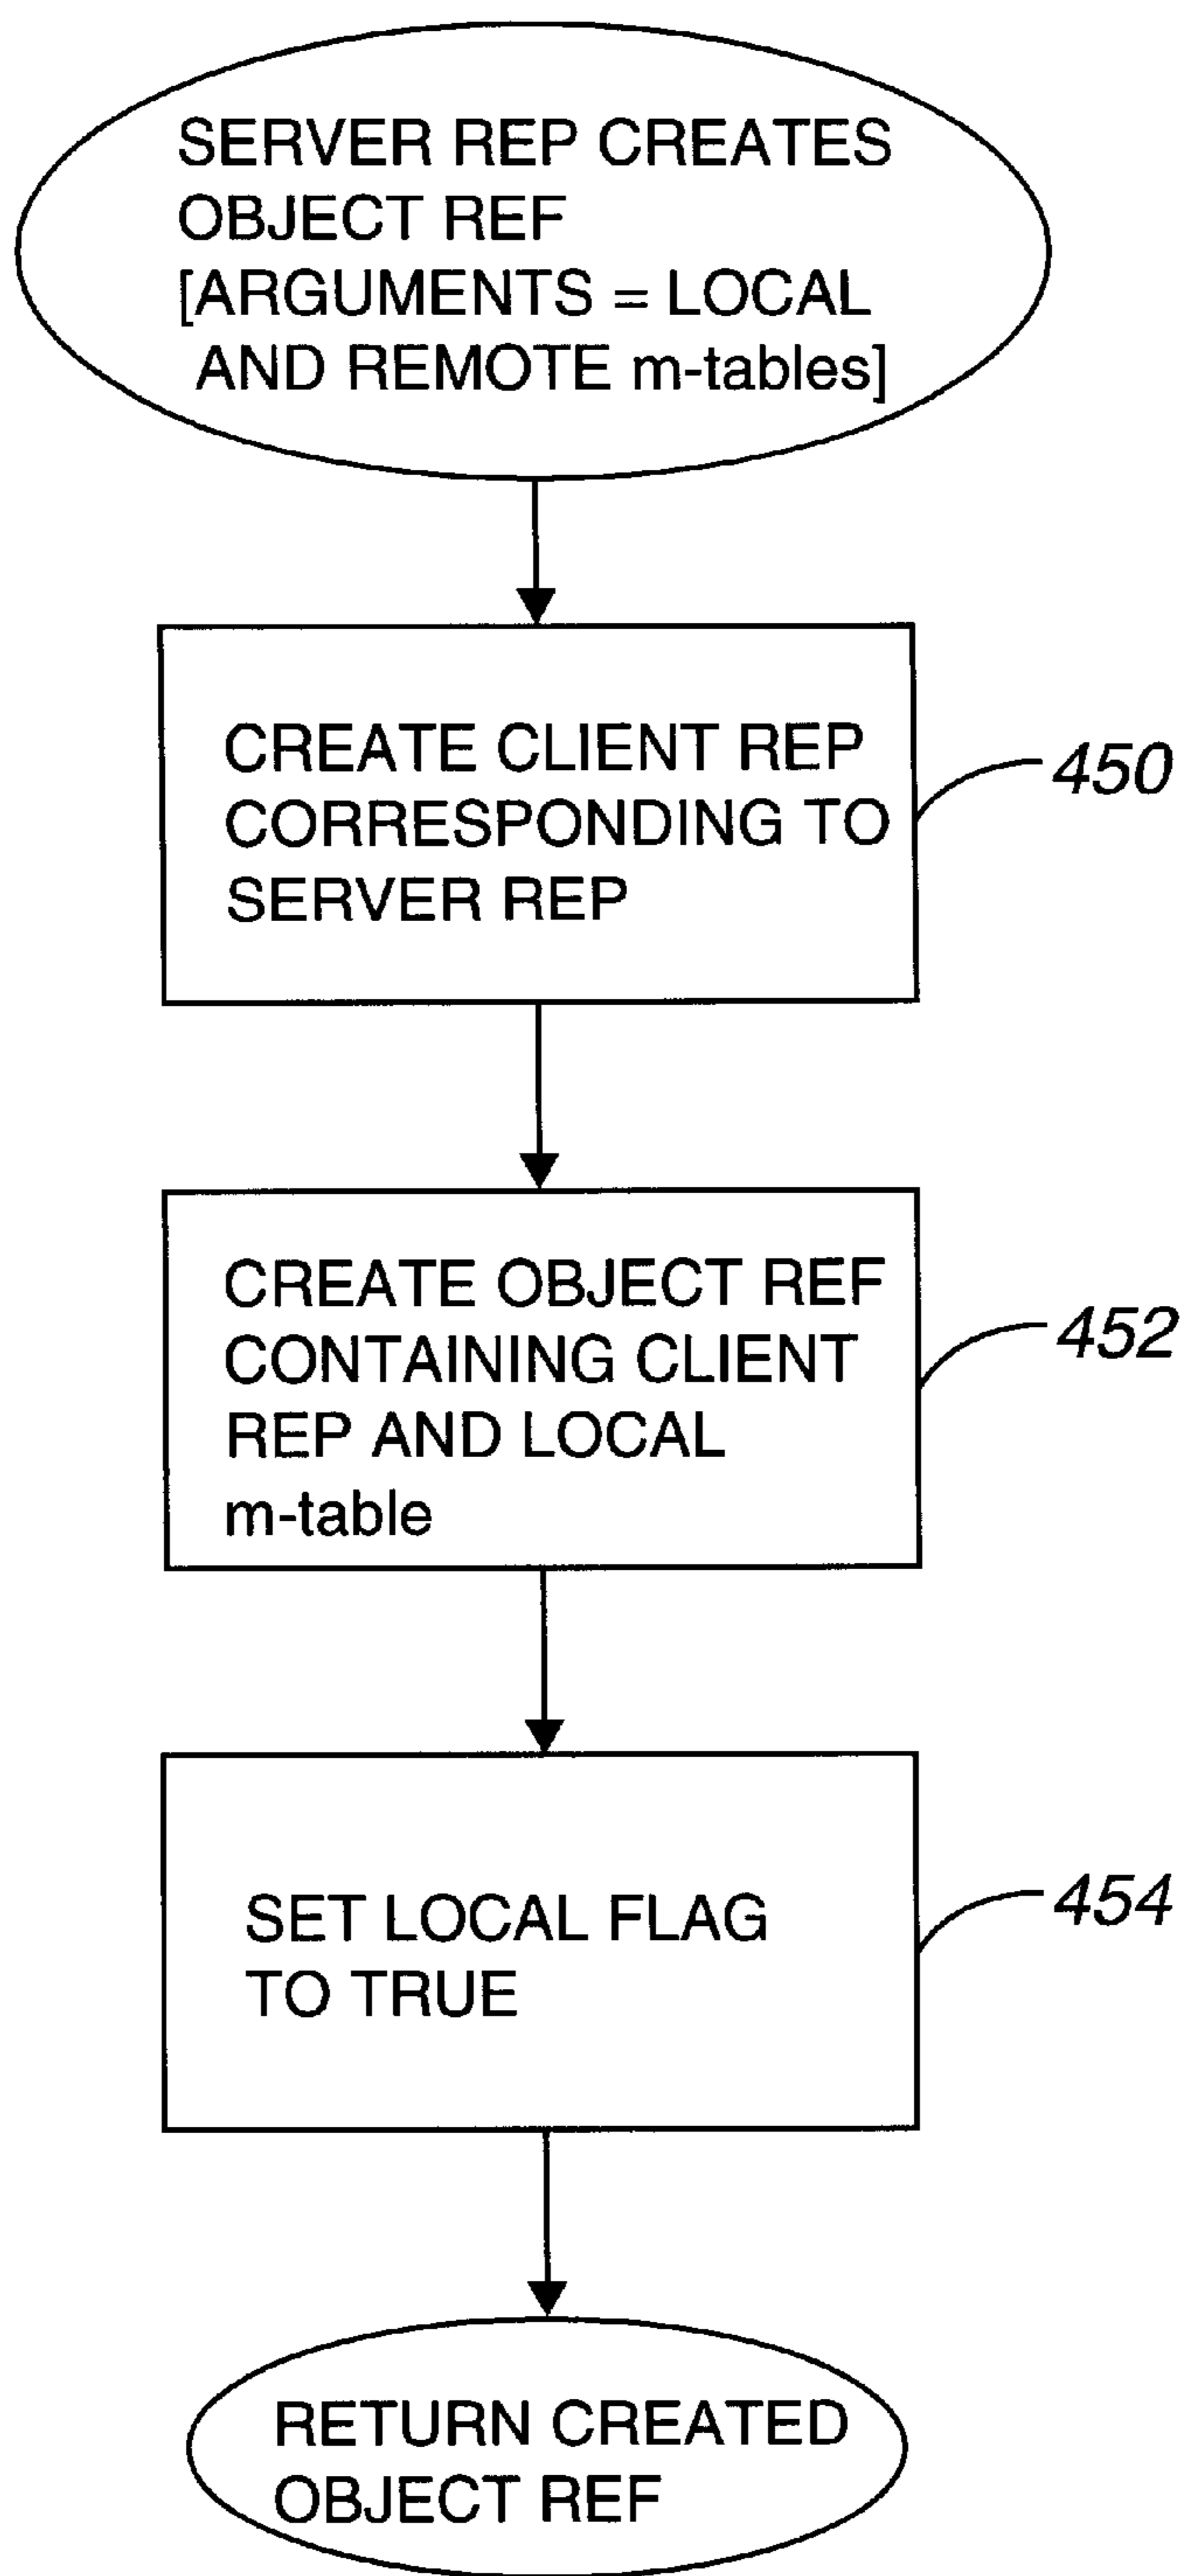 SERVER REP CREATES
OBJECT REF
[ARGUMENTS = LOCAL
AND REMOTE m-tables]
CREATE CLIENT REP
CORRESPONDING TO
SERVER REP
450
CREATE OBJECT REF
CONTAINING CLIENT
REP AND LOCAL
m-table
452
SET LOCAL FLAG
TO TRUE
454
RETURN CREATED
OBJECT REF